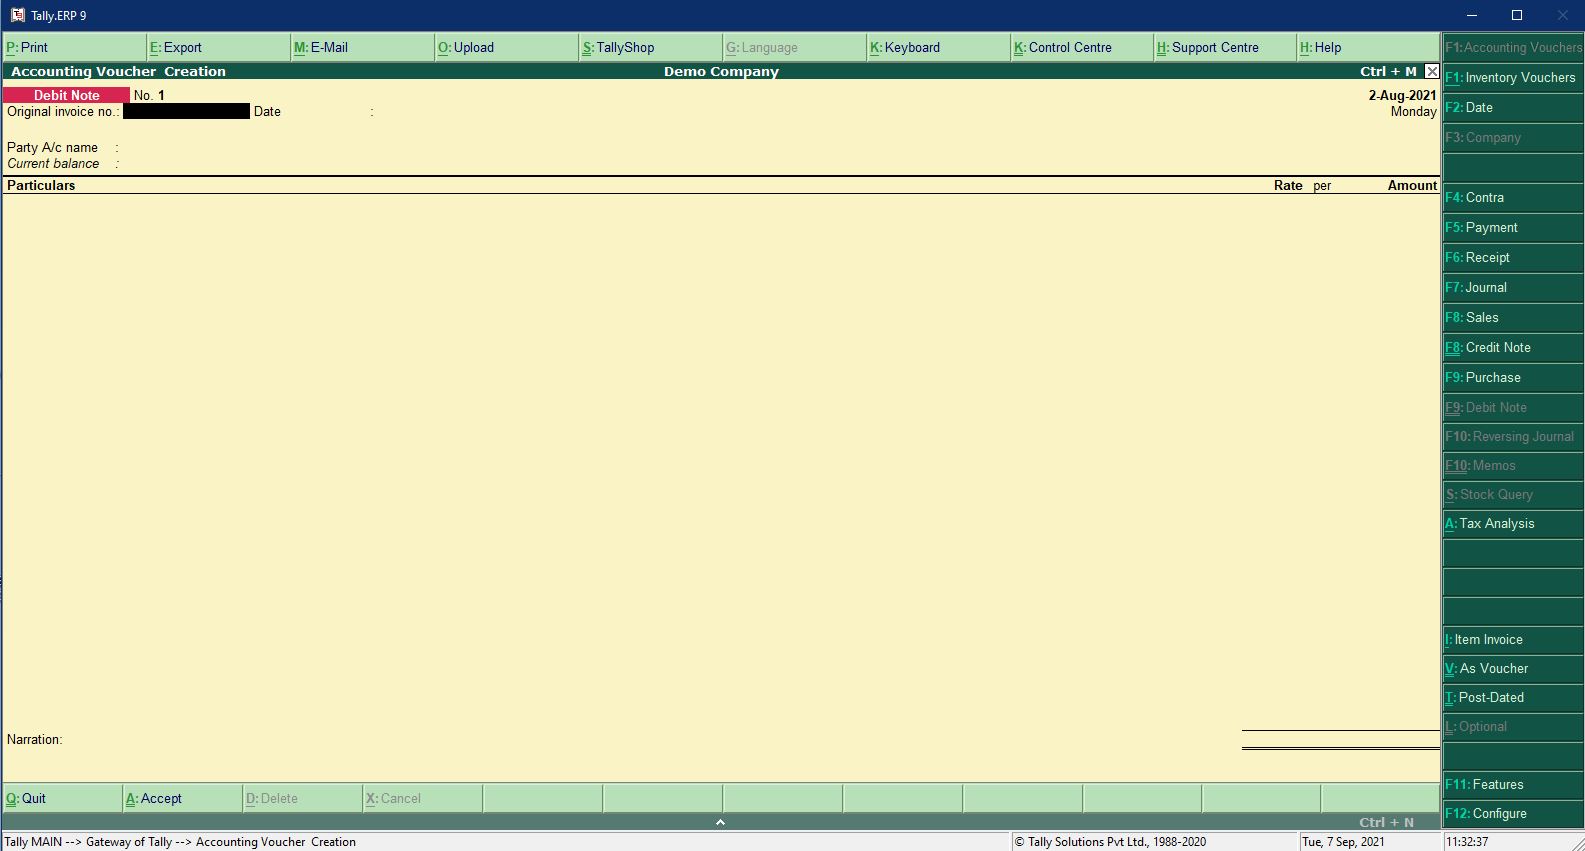 Tally.ERP 9
P: Print E: Export M: E-Mail O: Upload S: TallyShop G: Language K: Keyboard K: Control Centre H: Support Centre H: Help
Accounting Voucher Creation Demo Company Ctrl + M
Debit Note No. 1 2-Aug-2021
Original invoice no.: Date : Monday
Party A/c name :
Current balance :
Particulars Rate per Amount
Narration:
Q: Quit A: Accept D: Delete X: Cancel
Ctrl + N
F1: Accounting Vouchers
F1: Inventory Vouchers
F2: Date
F3: Company
F4: Contra
F5: Payment
F6: Receipt
F7: Journal
F8: Sales
F8: Credit Note
F9: Purchase
F9: Debit Note
F10: Reversing Journal
F10: Memos
S: Stock Query
A: Tax Analysis
I: Item Invoice
V: As Voucher
T: Post-Dated
L: Optional
F11: Features
F12: Configure
Tally MAIN --> Gateway of Tally --> Accounting Voucher Creation © Tally Solutions Pvt Ltd., 1988-2020 Tue, 7 Sep, 2021 11:32:37